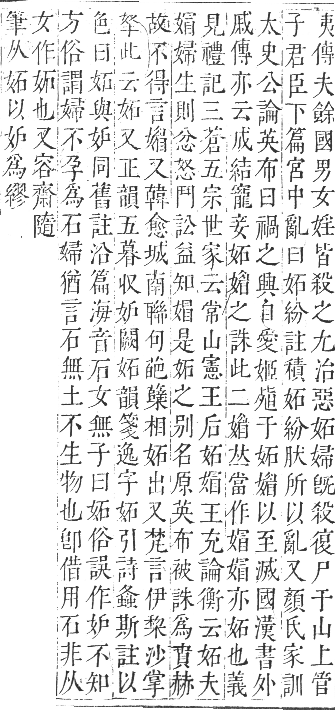 夷傳夫餘國男女婬皆殺之尤治惡妬婦旣殺復尸于山上管
子君臣下篇宮中亂曰妬紛註積妬紛朕所以亂又顏氏家訓
太史公論英布曰禍之興自愛姬殖于妬媢以至滅國漢書外
戚傳亦云成結寵妾妬媢之誅此二媢𠀤當作媢媢亦妬也義
見禮記三蒼五宗世家云常山憲王后妬媢王充論衡云妬夫
媢婦生則忿怒鬥訟益知媢是妬之别名原英布被誅爲賁赫
故不得言媢又韓愈城南聯句葩蘂相妬出又梵言伊棃沙掌
拏此云妬又正韻五暮収妒闕妬韻箋逸字妬引詩螽斯註以
色曰妬與妒同舊註沿篇海音石女無子曰妬俗誤作妒不知
方俗謂婦不孕爲石婦猶言石無土不生物也卽借用石非从
女作妬也又容齋隨
筆从妬以妒爲繆